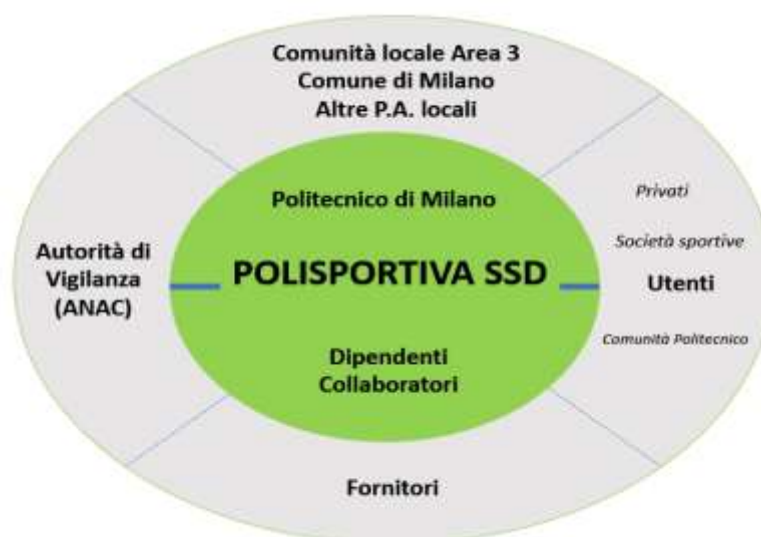 Comunità locale Area 3
Comune di Milano
Altre P.A. locali
Politecnico di Milano
Privati
Società sportive
Autorità di
Vigilanza
(ANAC)
POLISPORTIVA SSD
Utenti
Comunità Politecnico
Dipendenti
Collaboratori
Fornitori